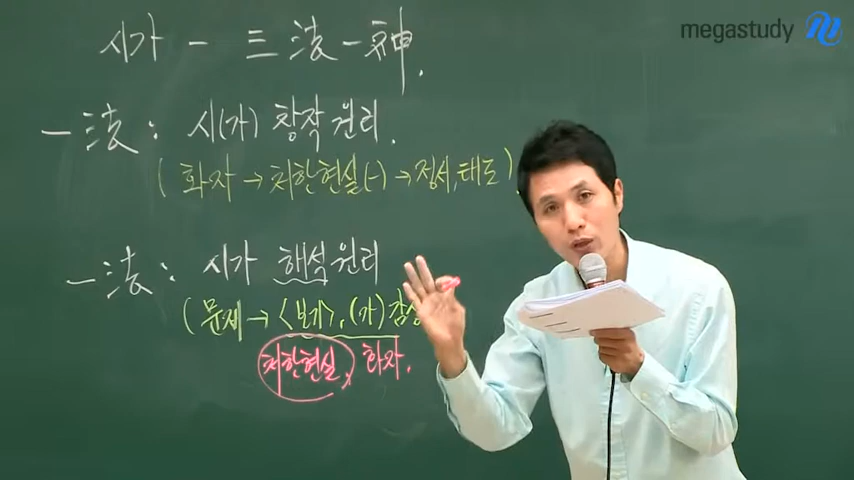 megastudy
시가 - 三法一神.
一法: 시(가) 창작 원리.
(화자 → 처한현실(-) → 정서, 태도)
一法: 시가 해석 원리
(문제 → <보기>, (가) 감상
처한현실, 화자.